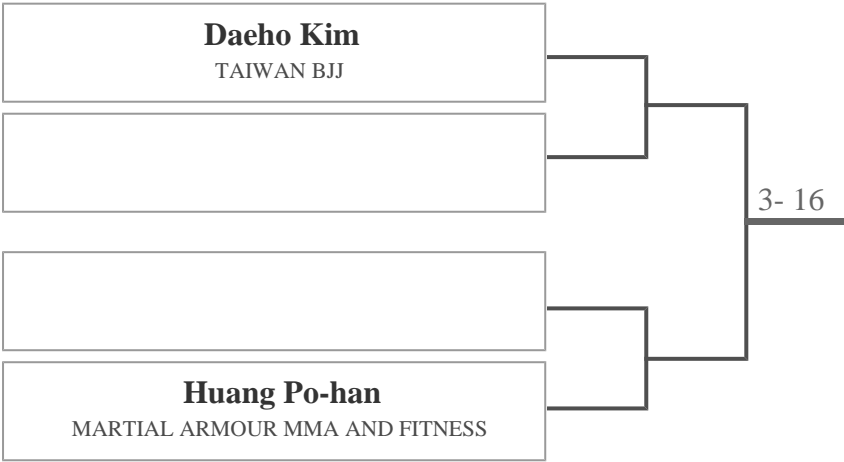 Daeho Kim
TAIWAN BJJ
3- 16
Huang Po-han
MARTIAL ARMOUR MMA AND FITNESS